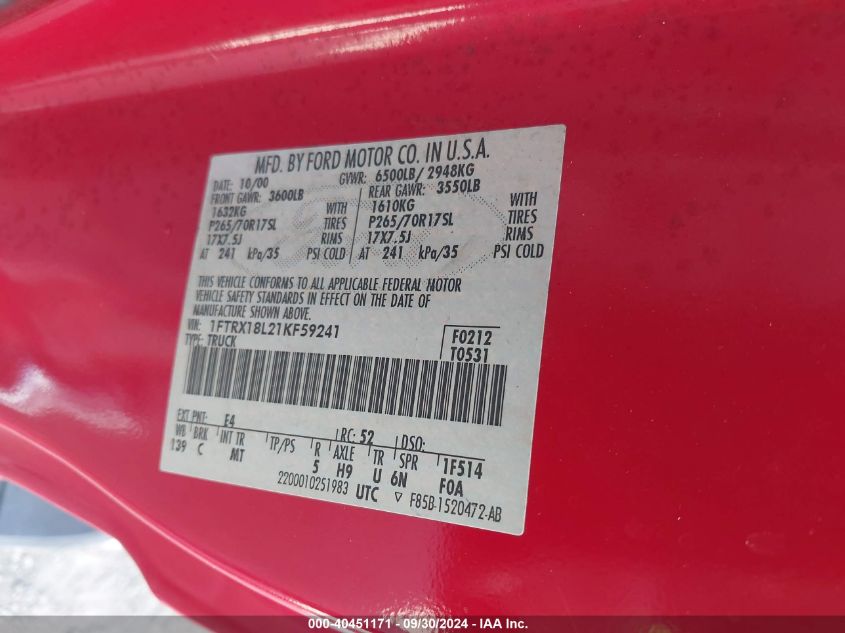 MFD. BY FORD MOTOR CO. IN U.S.A.
DATE: 10/00 GVWR: 6500LB/ 2948KG
FRONT GAWR: 3600LB REAR GAWR: 3550LB
1632KG WITH 1610KG WITH
P265/70R17SL TIRES P265/70R17SL TIRES
17X7.5J RIMS 17X7.5J RIMS
AT 241 kPa/35 PSI COLD AT 241 kPa/35 PSI COLD
THIS VEHICLE CONFORMS TO ALL APPLICABLE FEDERAL MOTOR
VEHICLE SAFETY STANDARDS IN EFFECT ON THE DATE OF
MANUFACTURE SHOWN ABOVE.
VIN: 1FTRX18L21KF59241 F0212
TYPE: TRUCK T0531
EXT PNT: E4 RC: 52 DSO:
WB BRK INT TR TP/PS R AXLE TR SPR 1F514
139 C MT 5 H9 U 6N F0A
2200010251983 UTC ▽ F85B-1520472-AB
000-40451171 - 09/30/2024 - IAA Inc.